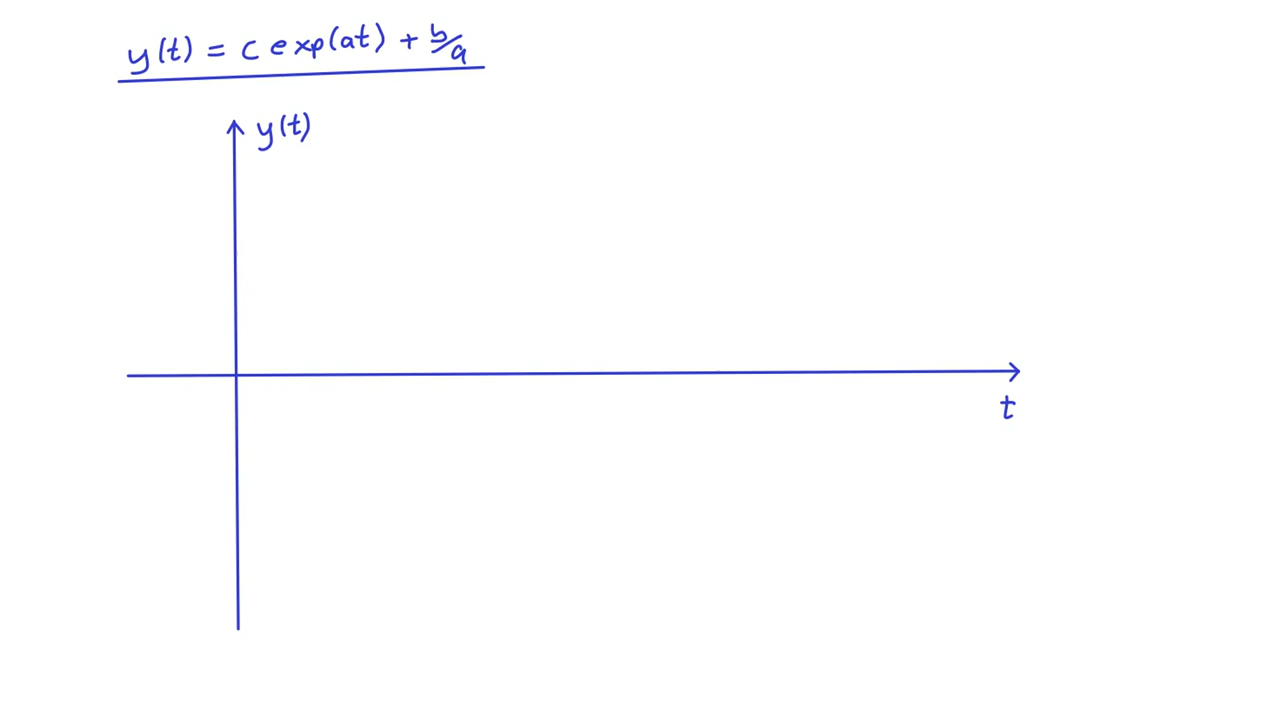 y(t) = c exp(at) + b/a
y(t)
t